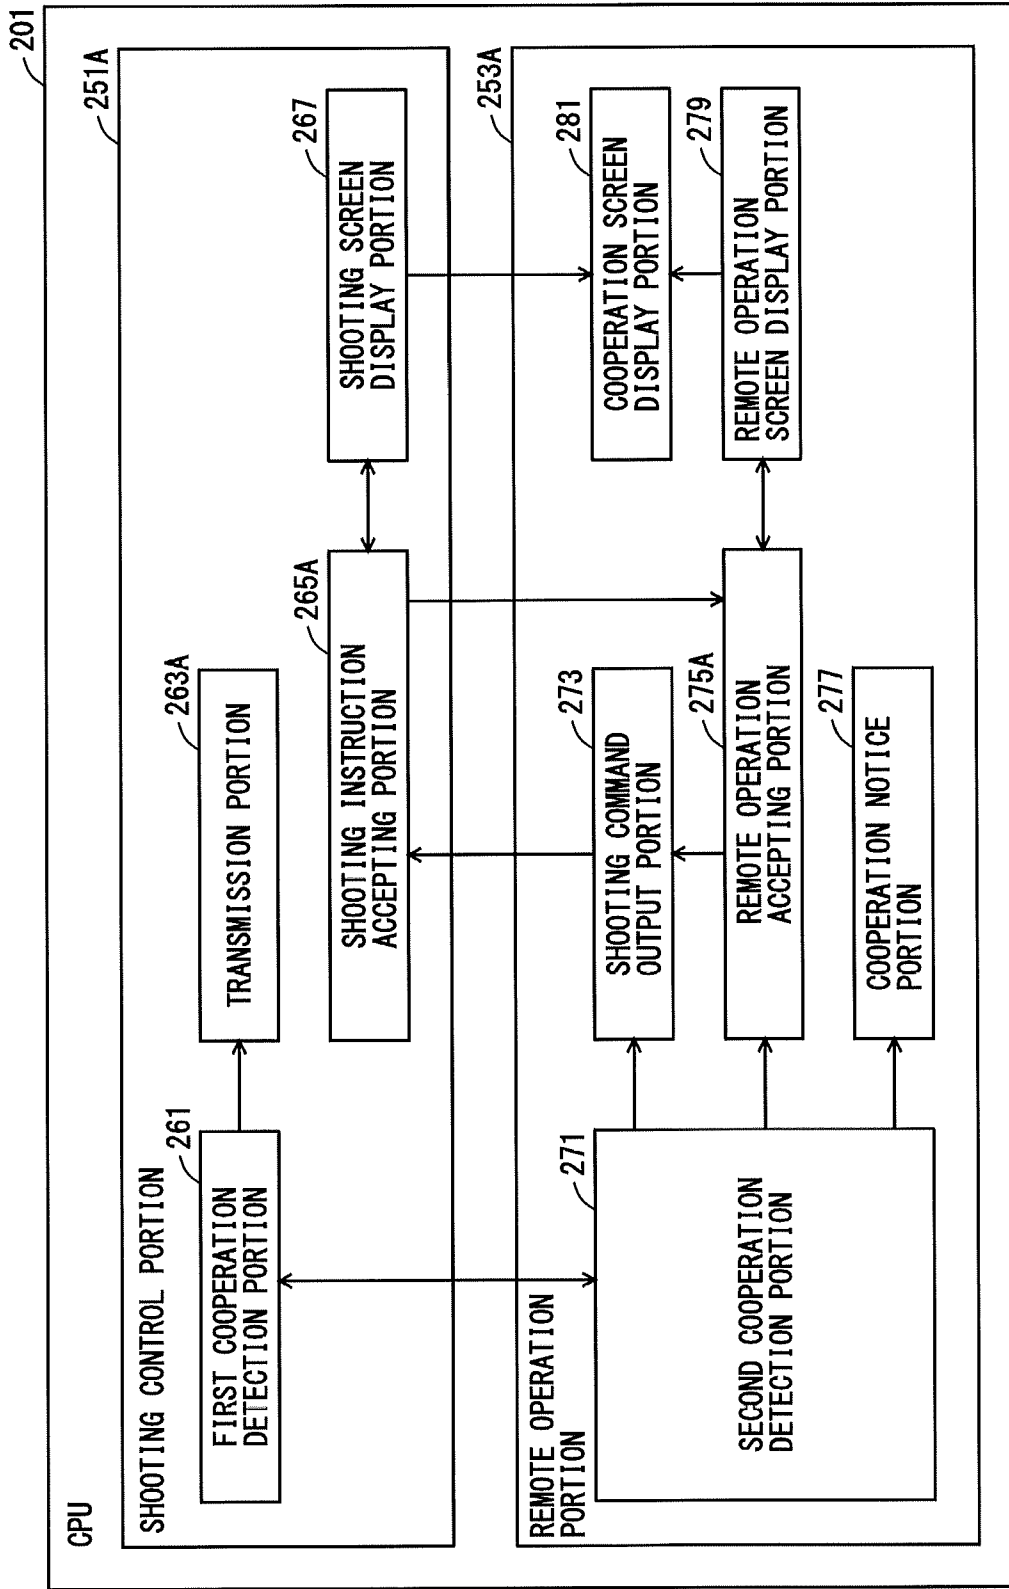 201
CPU
251A
SHOOTING CONTROL PORTION
261
FIRST COOPERATION
DETECTION PORTION
263A
TRANSMISSION PORTION
265A
SHOOTING INSTRUCTION
ACCEPTING PORTION
267
SHOOTING SCREEN
DISPLAY PORTION
253A
REMOTE OPERATION
PORTION
271
SECOND COOPERATION
DETECTION PORTION
273
SHOOTING COMMAND
OUTPUT PORTION
281
COOPERATION SCREEN
DISPLAY PORTION
275A
REMOTE OPERATION
ACCEPTING PORTION
279
REMOTE OPERATION
SCREEN DISPLAY PORTION
277
COOPERATION NOTICE
PORTION